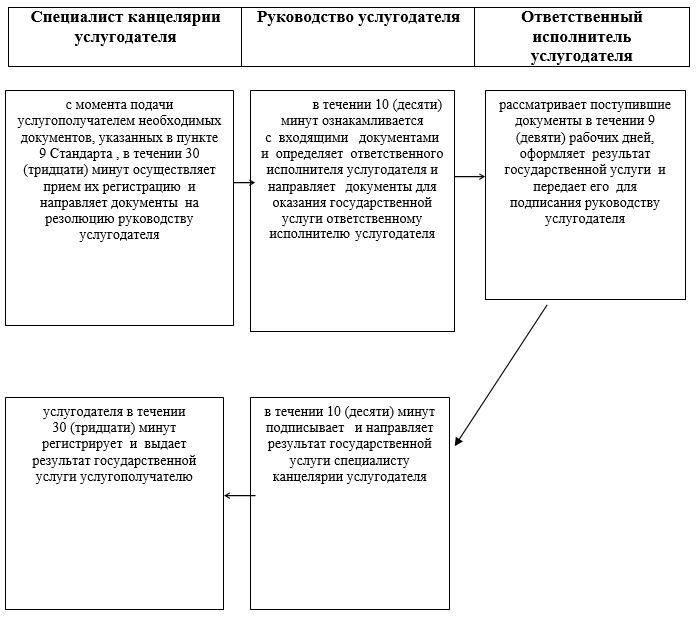 Специалист канцелярии
услугодателя
Руководство услугодателя
Ответственный
исполнитель
услугодателя
с момента подачи
услугополучателем необходимых
документов, указанных в пункте
9 Стандарта , в течении 30
(тридцати) минут осуществляет
прием их регистрацию и
направляет документы на
резолюцию руководству
услугодателя
в течении 10 (десяти)
минут ознакамливается
с входящими документами
и определяет ответственного
исполнителя услугодателя и
направляет документы для
оказания государственной
услуги ответственному
исполнителю услугодателя
рассматривает поступившие
документы в течении 9
(девяти) рабочих дней,
оформляет результат
государственной услуги и
передает его для
подписания руководству
услугодателя
услугодателя в течении
30 (тридцати) минут
регистрирует и выдает
результат государственной
услуги услугополучателю
в течении 10 (десяти) минут
подписывает и направляет
результат государственной
услуги специалисту
канцелярии услугодателя